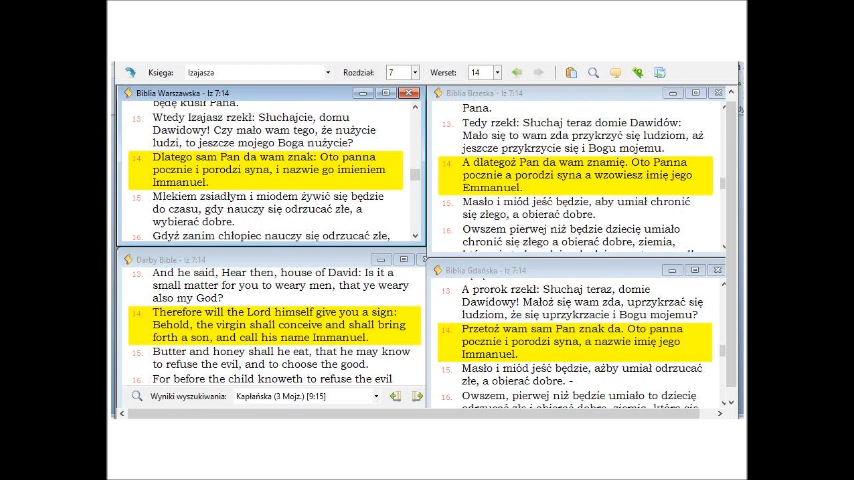 Księga: Izajasza Rozdział: 7 Werset: 14
Biblia Warszawska - Iz 7:14
będę kusił Pana.
13. Wtedy Izajasz rzekł: Słuchajcie, domu
Dawidowy! Czy mało wam tego, że nużycie
ludzi, to jeszcze mojego Boga nużycie?
14. Dlatego sam Pan da wam znak: Oto panna
pocznie i porodzi syna, i nazwie go imieniem
Immanuel.
15. Mlekiem zsiadłym i miodem żywić się będzie
do czasu, gdy nauczy się odrzucać złe, a
wybierać dobre.
16. Gdyż zanim chłopiec nauczy się odrzucać złe,
Biblia Brzeska - Iz 7:14
Pana.
13. Tedy rzekł: Słuchaj teraz domie Dawidów:
Mało się to wam zda przykrzyć się ludziom, aż
jeszcze przykrzycie się i Bogu mojemu.
14. A dlategoż Pan da wam znamię. Oto Panna
pocznie a porodzi syna a wzowiesz imię jego
Emmanuel.
15. Masło i miód jeść będzie, aby umiał chronić
się złego, a obierać dobre.
16. Owszem pierwej niż będzie dziecię umiało
chronić się złego a obierać dobre, ziemia,
Darby Bible - Iz 7:14
13. And he said, Hear then, house of David: Is it a
small matter for you to weary men, that ye weary
also my God?
14. Therefore will the Lord himself give you a sign:
Behold, the virgin shall conceive and shall bring
forth a son, and call his name Immanuel.
15. Butter and honey shall he eat, that he may know
to refuse the evil, and to choose the good.
16. For before the child knoweth to refuse the evil
Biblia Gdańska - Iz 7:14
13. A prorok rzekł: Słuchaj teraz, domie
Dawidowy! Małoż się wam zda, uprzykrzać się
ludziom, że się uprzykrzacie i Bogu mojemu?
14. Przetoż wam sam Pan znak da. Oto panna
pocznie i porodzi syna, a nazwie imię jego
Immanuel.
15. Masło i miód jeść będzie, ażby umiał odrzucać
złe, a obierać dobre. -
16. Owszem, pierwej niż będzie umiało to dziecię
odrzucać złe i obierać dobre, ziemia, którą się
Wyniki wyszukiwania: Kapłańska (3 Mojż.) [9:15]